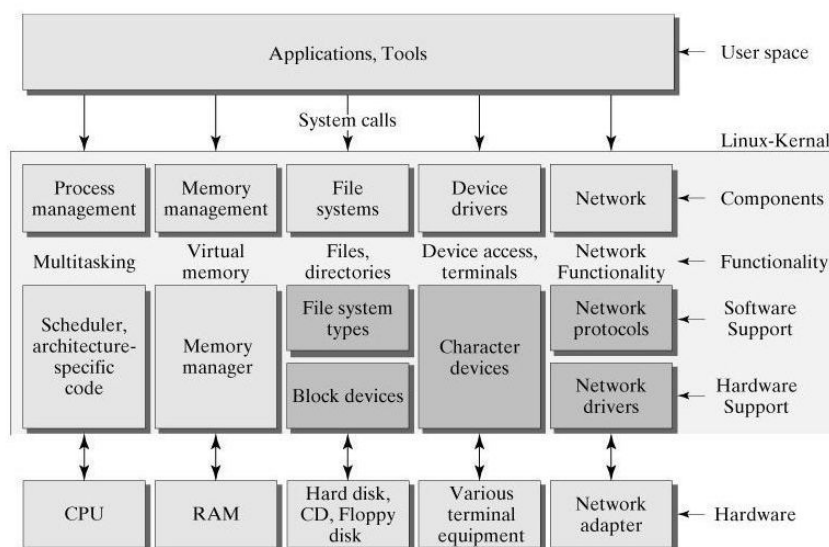 Applications, Tools
User space
System calls
Linux-Kernal
Process
management
Memory
management
File
systems
Device
drivers
Network
Components
Multitasking
Virtual
memory
Files,
directories
Device access,
terminals
Network
Functionality
Functionality
Scheduler,
architecture-
specific
code
Memory
manager
File system
types
Block devices
Character
devices
Network
protocols
Network
drivers
Software
Support
Hardware
Support
CPU
RAM
Hard disk,
CD, Floppy
disk
Various
terminal
equipment
Network
adapter
Hardware